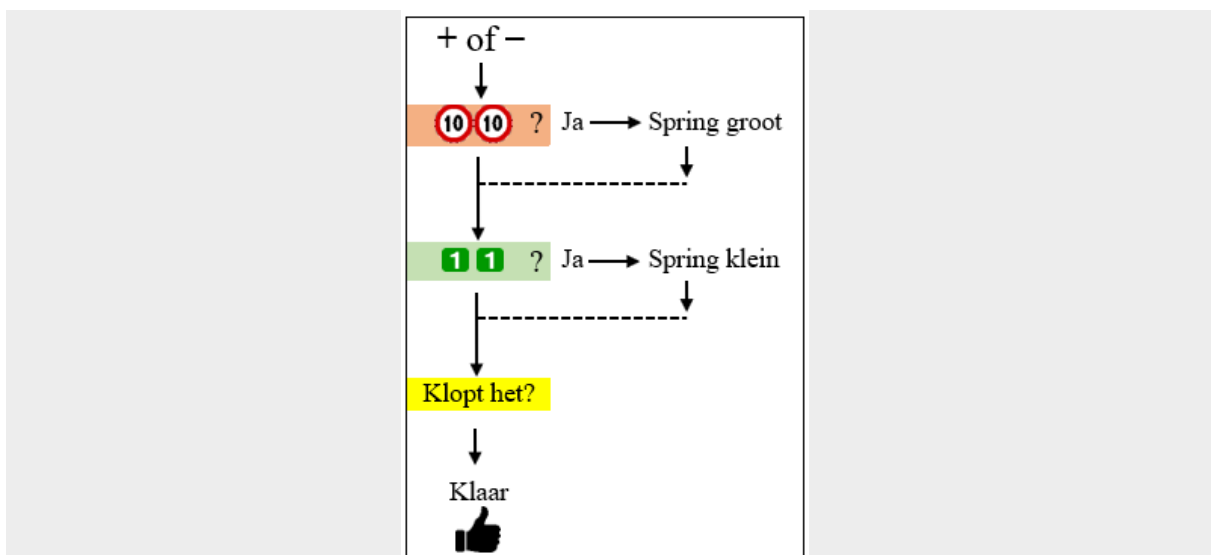 + of –
10 10 ? Ja Spring groot
1 1 ? Ja Spring klein
Klopt het?
Klaar